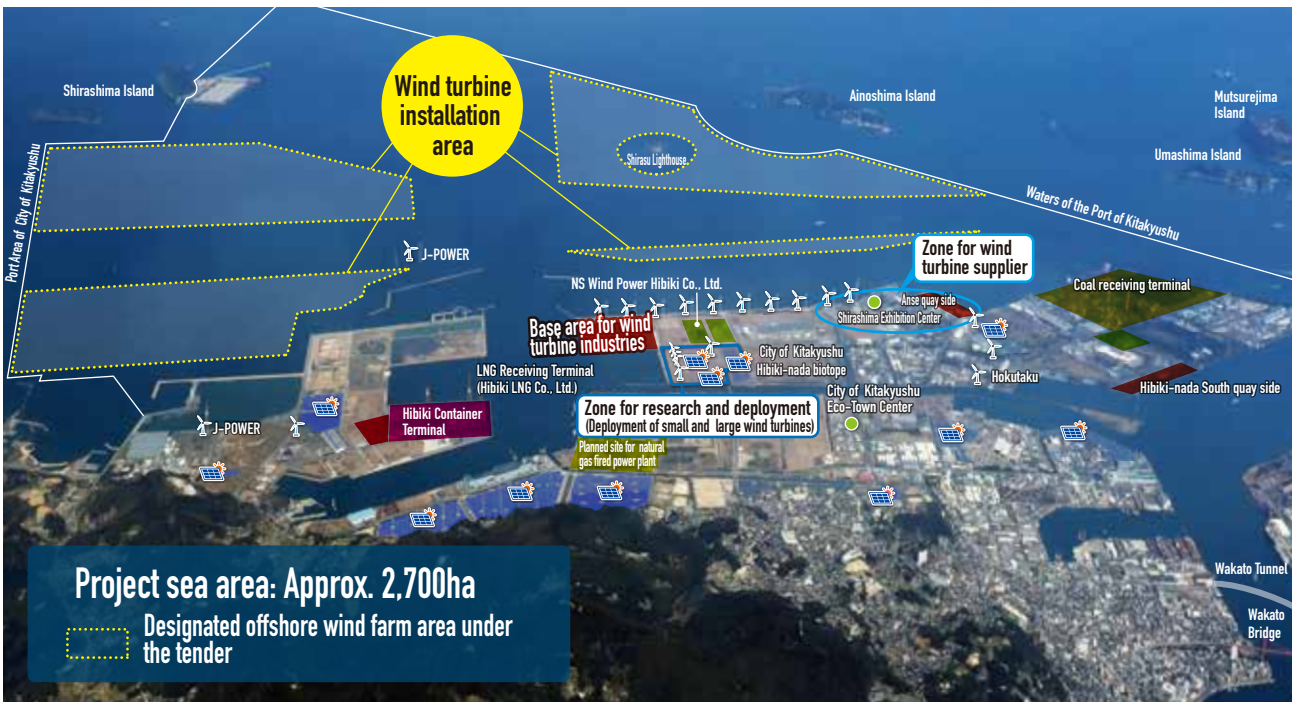 Shirashima Island
Wind turbine
installation
area
Ainoshima Island
Mutsurejima
Island
Umashima Island
Shirasu Lighthouse
Port Area of City of Kitakyushu
Waters of the Port of Kitakyushu
J-POWER
Zone for wind
turbine supplier
NS Wind Power Hibiki Co., Ltd.
Coal receiving terminal
Anse quay side
Shirashima Exhibition Center
Base area for wind
turbine industries
LNG Receiving Terminal
(Hibiki LNG Co., Ltd.)
City of Kitakyushu
Hibiki-nada biotope
Hokutaku
Hibiki-nada South quay side
City of Kitakyushu
Eco-Town Center
Zone for research and deployment
(Deployment of small and large wind turbines)
Hibiki Container
Terminal
J-POWER
Planned site for natural
gas fired power plant
Project sea area: Approx. 2,700ha
Designated offshore wind farm area under
the tender
Wakato Tunnel
Wakato
Bridge